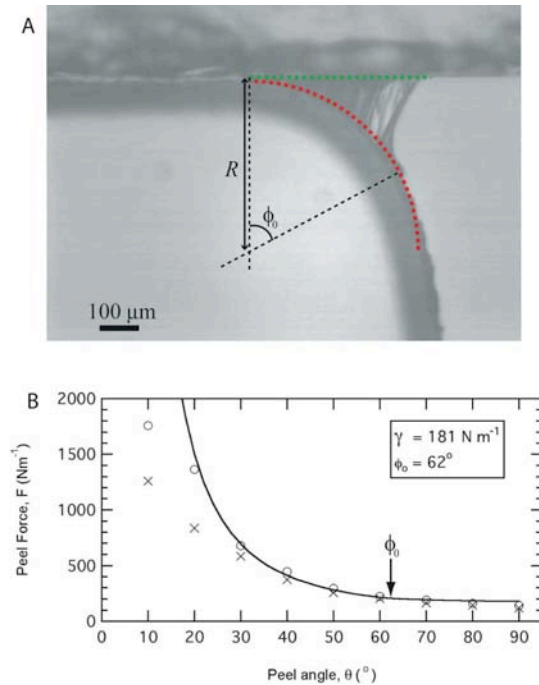 A
R
ϕ₀
100 µm
B
2000
1500
1000
500
0
Peel Force, F (Nm⁻¹)
γ = 181 N m⁻¹
ϕₒ = 62°
ϕ₀
0 10 20 30 40 50 60 70 80 90
Peel angle, θ (°)